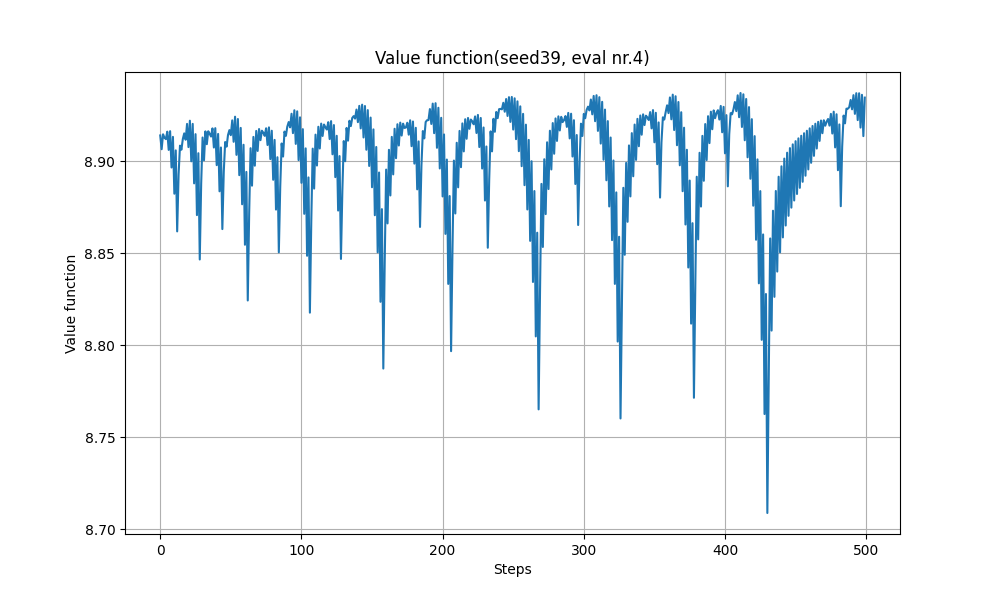 Value function(seed39, eval nr.4)
Value function
8.90
8.85
8.80
8.75
8.70
0 100 200 300 400 500
Steps